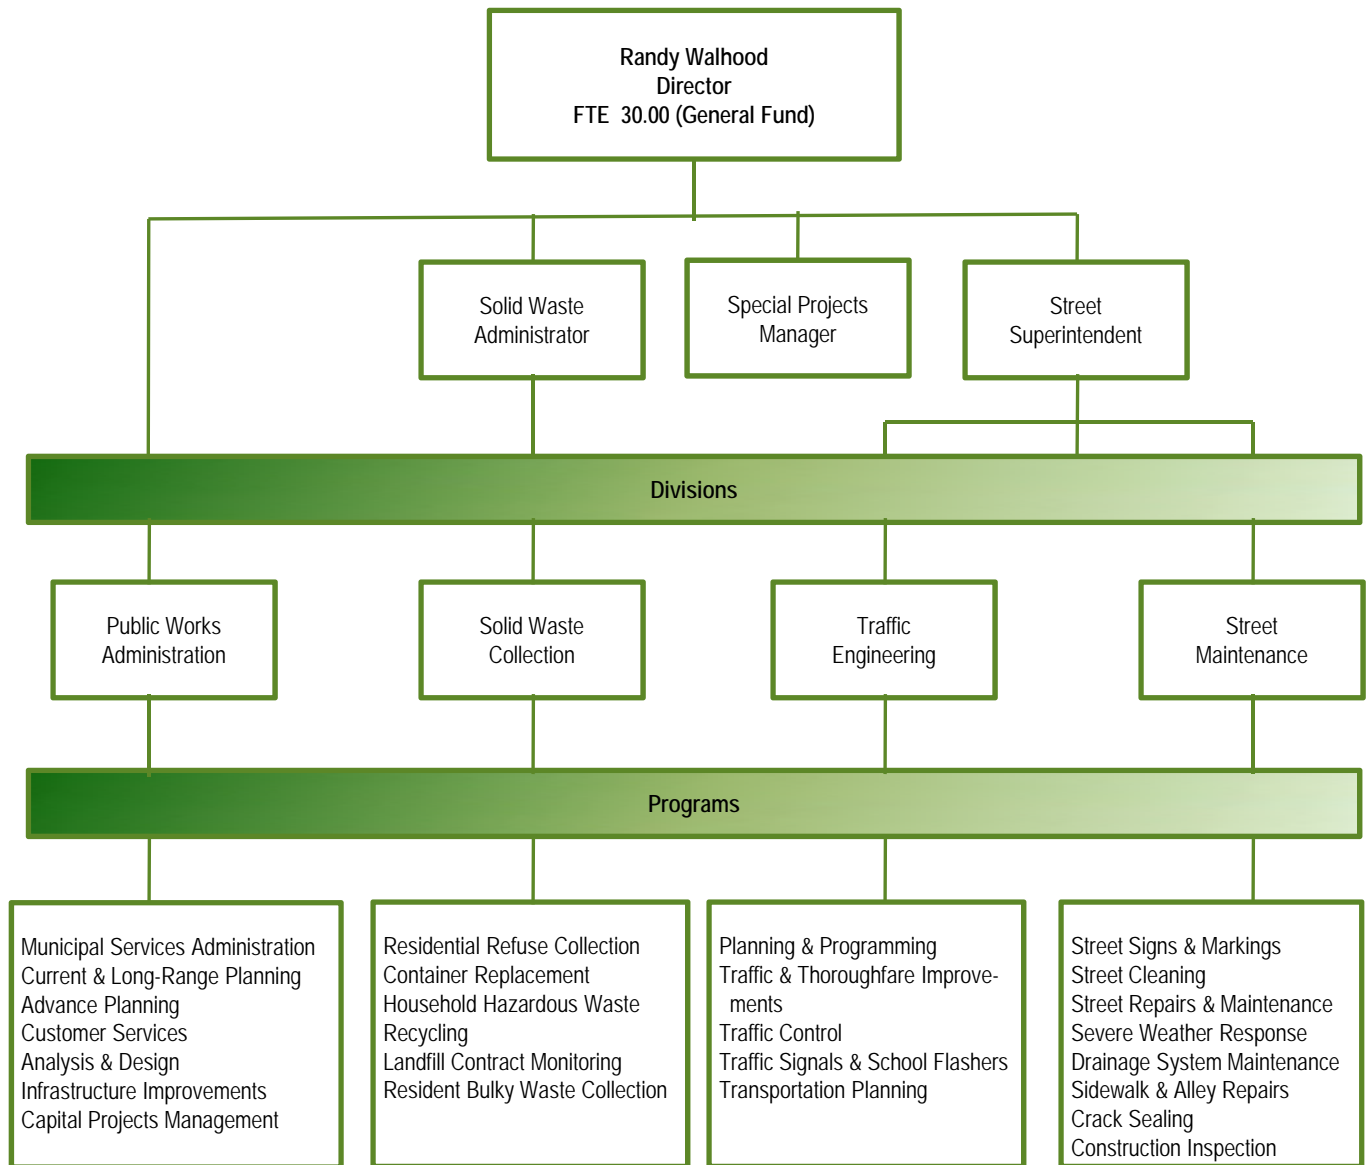 Randy Walhood
Director
FTE 30.00 (General Fund)
Solid Waste
Administrator
Special Projects
Manager
Street
Superintendent
Divisions
Public Works
Administration
Solid Waste
Collection
Traffic
Engineering
Street
Maintenance
Programs
Municipal Services Administration
Current & Long-Range Planning
Advance Planning
Customer Services
Analysis & Design
Infrastructure Improvements
Capital Projects Management
Residential Refuse Collection
Container Replacement
Household Hazardous Waste
Recycling
Landfill Contract Monitoring
Resident Bulky Waste Collection
Planning & Programming
Traffic & Thoroughfare Improve-
ments
Traffic Control
Traffic Signals & School Flashers
Transportation Planning
Street Signs & Markings
Street Cleaning
Street Repairs & Maintenance
Severe Weather Response
Drainage System Maintenance
Sidewalk & Alley Repairs
Crack Sealing
Construction Inspection